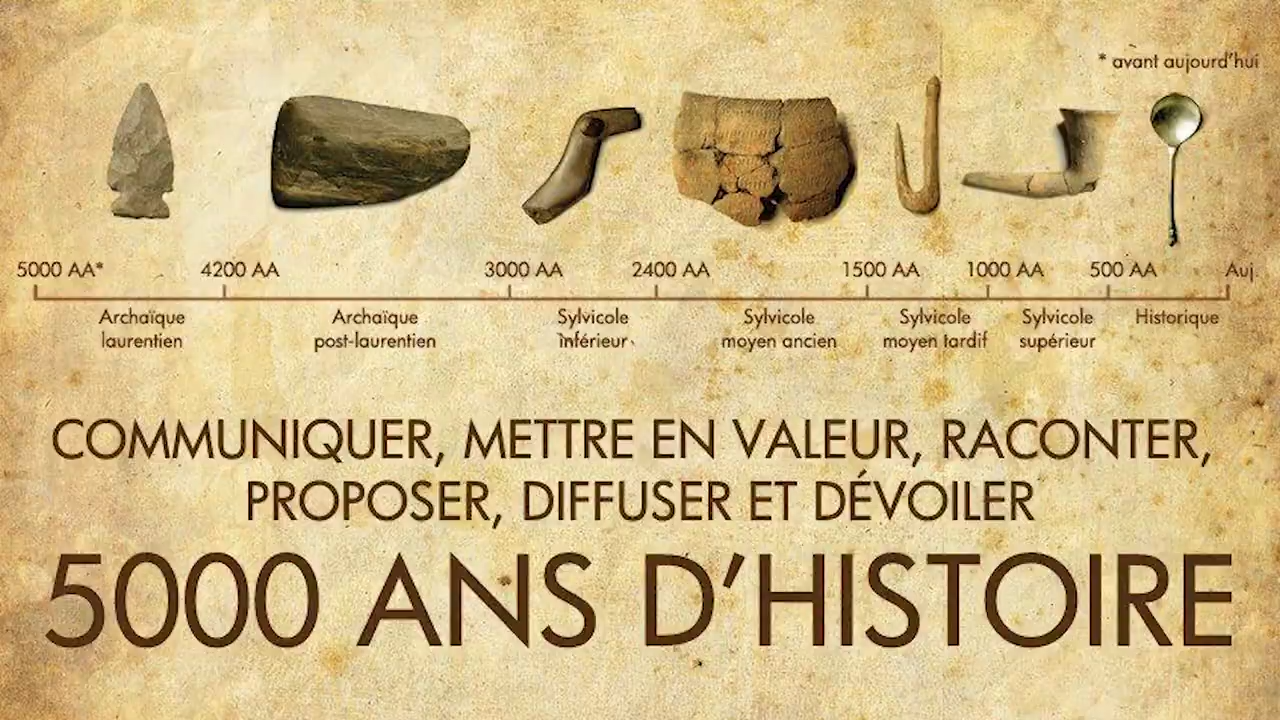 * avant aujourd'hui
5000 AA* 4200 AA 3000 AA 2400 AA 1500 AA 1000 AA 500 AA Auj.
Archaïque Archaïque Sylvicole Sylvicole Sylvicole Sylvicole Historique
laurentien post-laurentien inférieur moyen ancien moyen tardif supérieur
COMMUNIQUER, METTRE EN VALEUR, RACONTER,
PROPOSER, DIFFUSER ET DÉVOILER
5000 ANS D'HISTOIRE